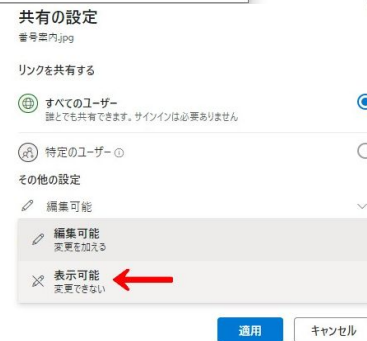 共有の設定
番号案内.jpg
リンクを共有する
すべてのユーザー
誰とでも共有できます。サインインは必要ありません
特定のユーザー
その他の設定
編集可能
編集可能
変更を加える
表示可能
変更できない
適用 キャンセル